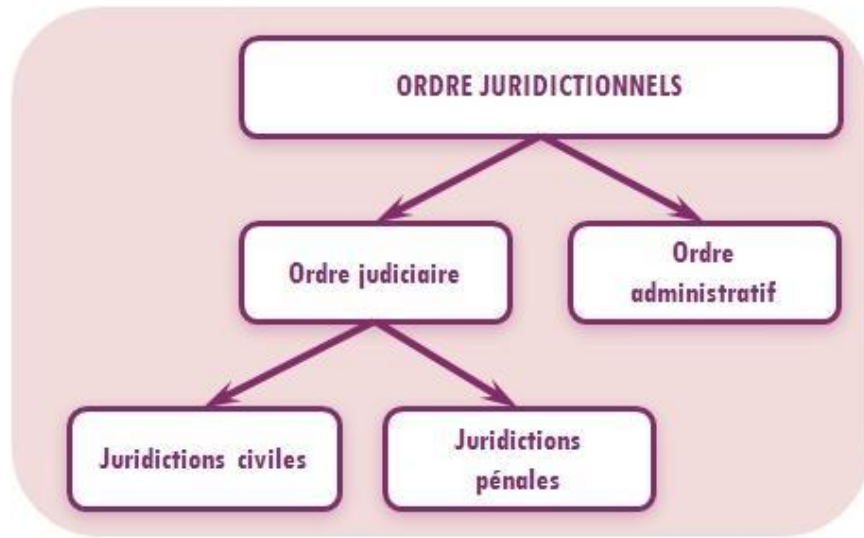 ORDRE JURIDICTIONNELS
Ordre judiciaire
Ordre
administratif
Juridictions civiles
Juridictions
pénales